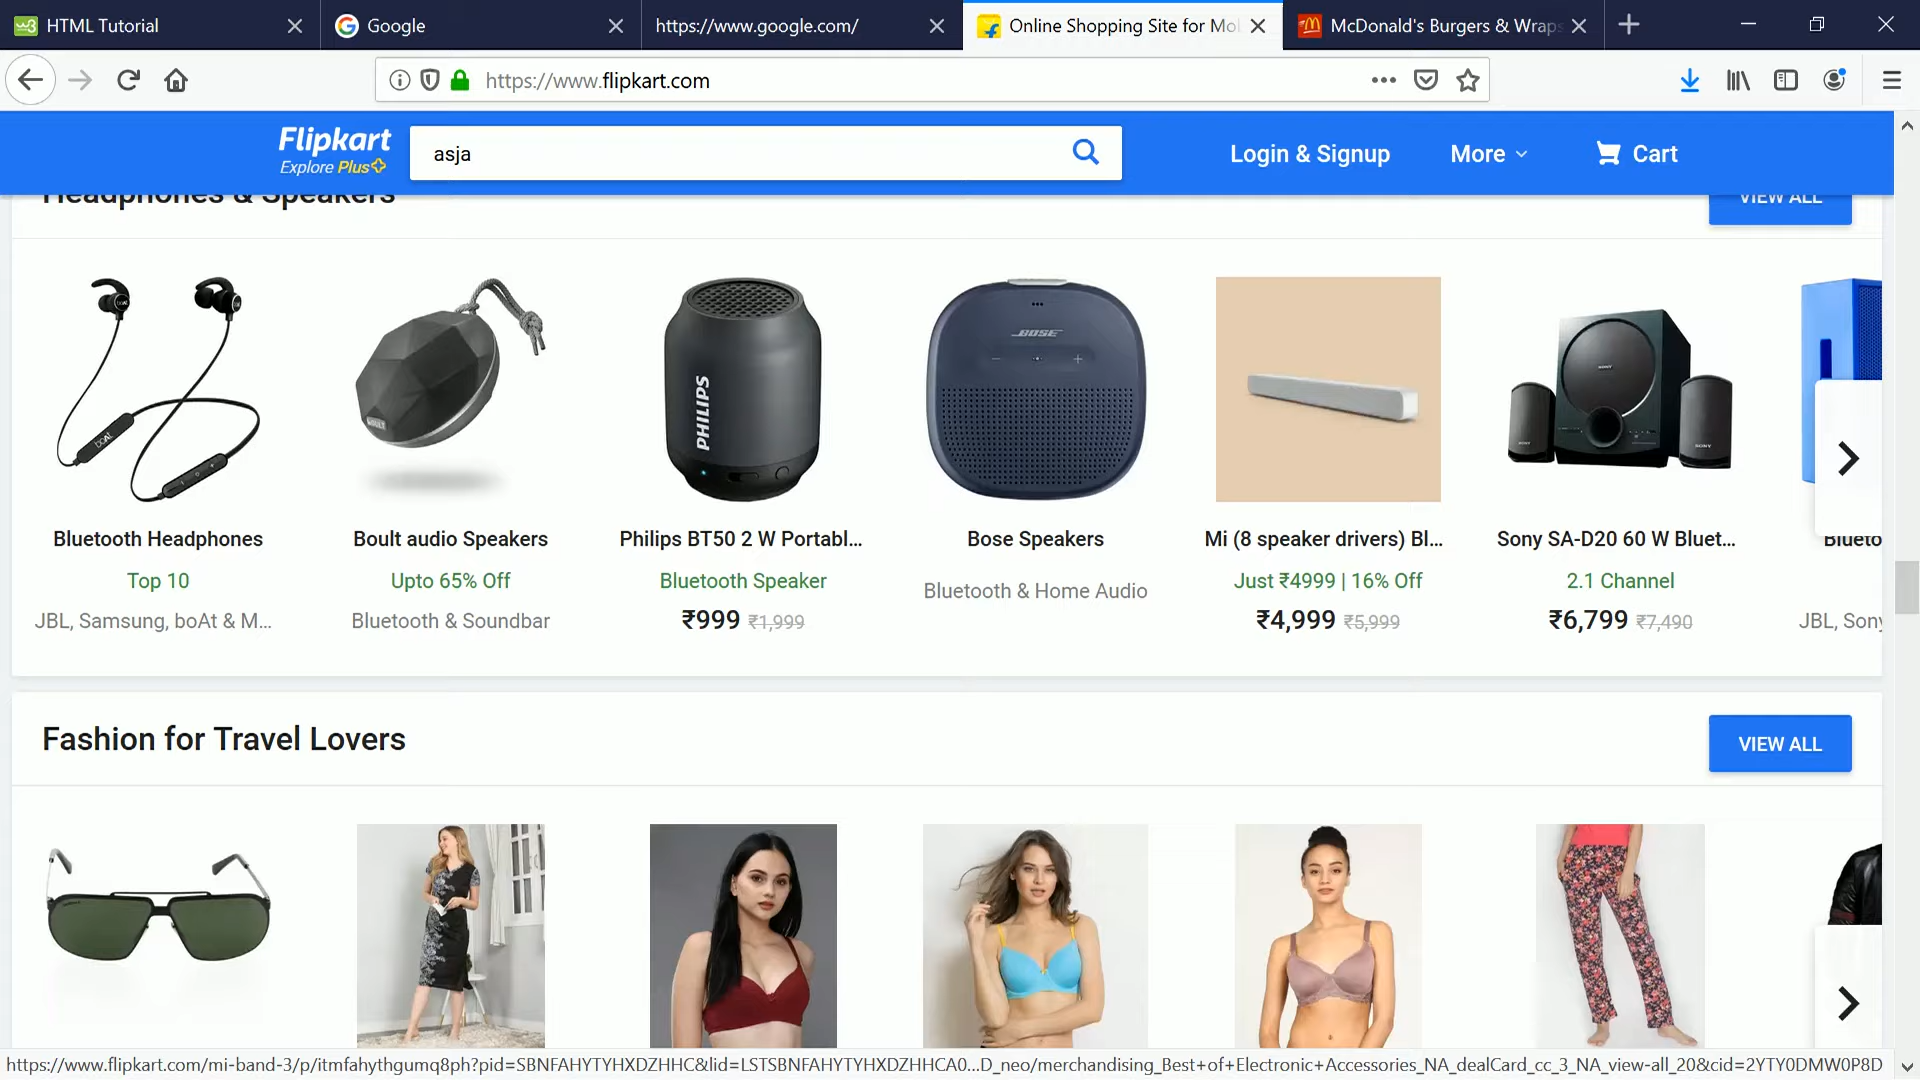 HTML Tutorial
Google
https://www.google.com/
Online Shopping Site for Mo
McDonald's Burgers & Wraps
https://www.flipkart.com
Flipkart
Explore Plus
asja
Login & Signup
More
Cart
Headphones & Speakers
VIEW ALL
boAt
BOULT
PHILIPS
BOSE
SONY
SONY
Bluetooth Headphones
Boult audio Speakers
Philips BT50 2 W Portabl...
Bose Speakers
Mi (8 speaker drivers) Bl...
Sony SA-D20 60 W Bluet...
Blueto
Top 10
Upto 65% Off
Bluetooth Speaker
Bluetooth & Home Audio
Just ₹4999 | 16% Off
2.1 Channel
JBL, Samsung, boAt & M...
Bluetooth & Soundbar
₹999 ₹1,999
₹4,999 ₹5,999
₹6,799 ₹7,490
JBL, Sony
Fashion for Travel Lovers
VIEW ALL
https://www.flipkart.com/mi-band-3/p/itmfahythgumq8ph?pid=SBNFAHYTYHXDZHHC&lid=LSTSBNFAHYTYHXDZHHCA0...D_neo/merchandising_Best+of+Electronic+Accessories_NA_dealCard_cc_3_NA_view-all_20&cid=2YTY0DMW0P8D